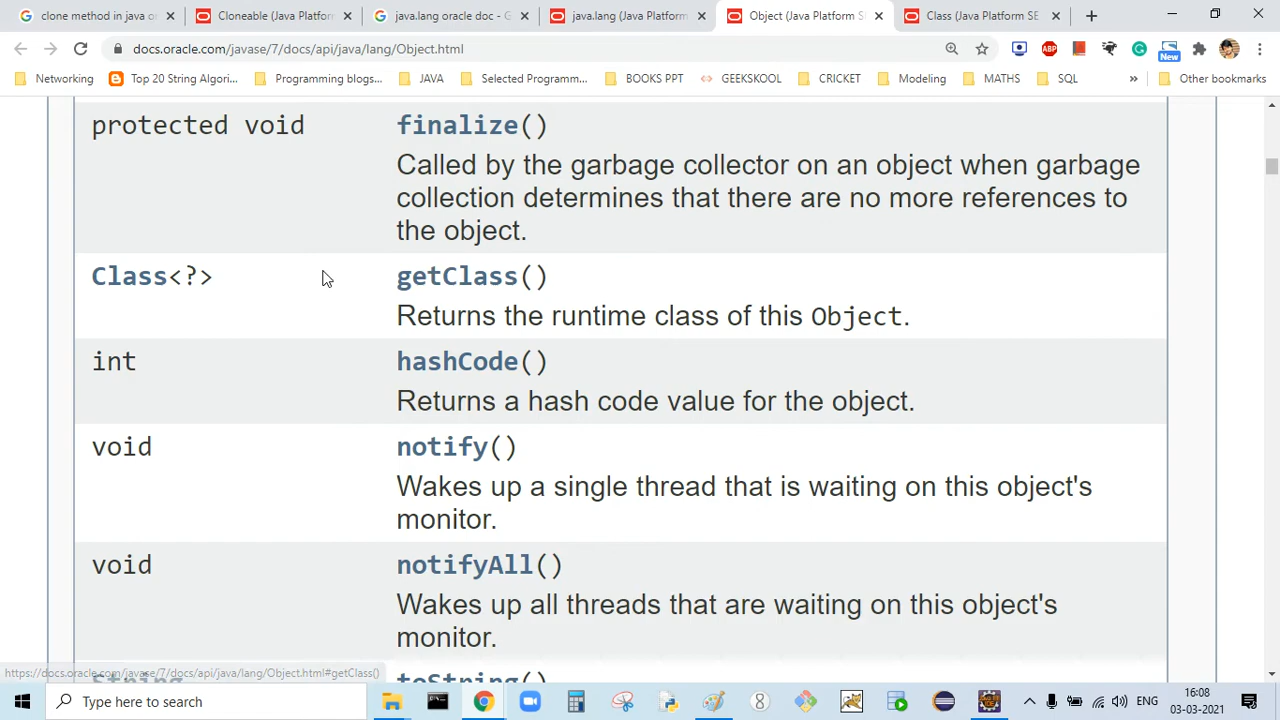 clone method in java or
Cloneable (Java Platfor
java.lang oracle doc - G
java.lang (Java Platform
Object (Java Platform S
Class (Java Platform SE
docs.oracle.com/javase/7/docs/api/java/lang/Object.html
ABP
New
Networking
Top 20 String Algori...
Programming blogs...
JAVA
Selected Programm...
BOOKS PPT
GEEKSKOOL
CRICKET
Modeling
MATHS
SQL
»
Other bookmarks
protected void finalize()
Called by the garbage collector on an object when garbage
collection determines that there are no more references to
the object.
Class<?> getClass()
Returns the runtime class of this Object.
int hashCode()
Returns a hash code value for the object.
void notify()
Wakes up a single thread that is waiting on this object's
monitor.
void notifyAll()
Wakes up all threads that are waiting on this object's
monitor.
String toString()
https://docs.oracle.com/javase/7/docs/api/java/lang/Object.html#getClass()
Type here to search
ENG
16:08
03-03-2021